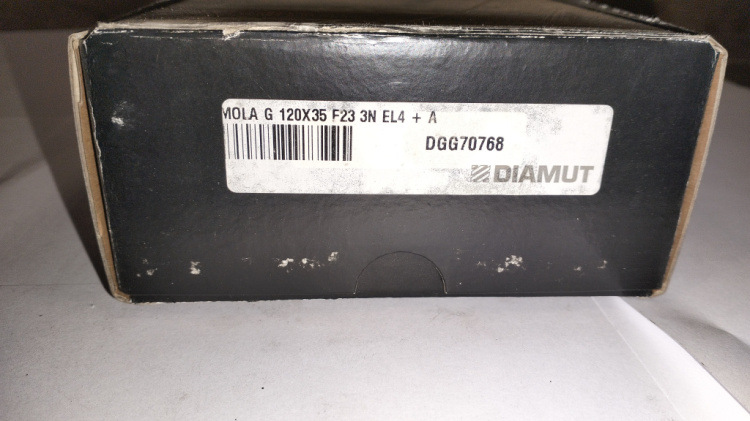 MOLA G 120X35 F23 3N EL4 + A
DGG70768
DIAMUT